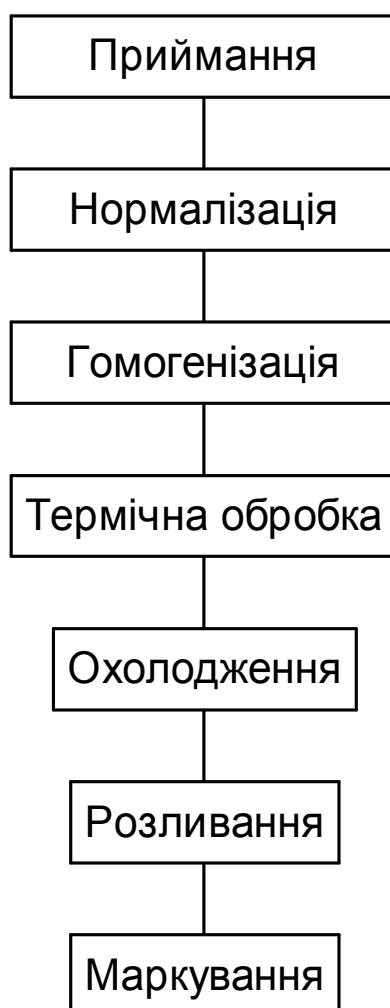 Приймання
Нормалізація
Гомогенізація
Термічна обробка
Охолодження
Розливання
Маркування